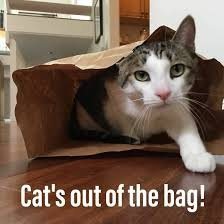 Cat's out of the bag!